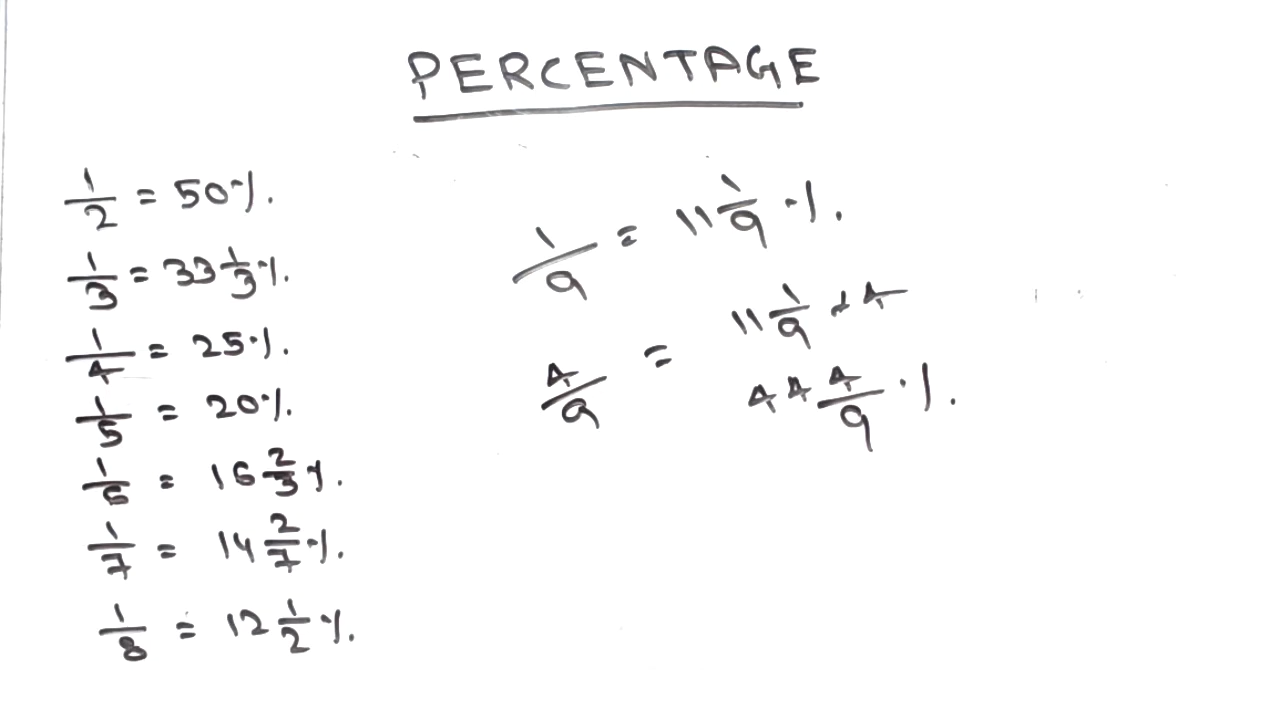 PERCENTAGE
1/2 = 50%.
1/3 = 33 1/3 %.
1/4 = 25%.
1/5 = 20%.
1/6 = 16 2/3 %.
1/7 = 14 2/7 %.
1/8 = 12 1/2 %.
1/9 = 11 1/9 %.
4/9 = 11 1/9 × 4
44 4/9 %.